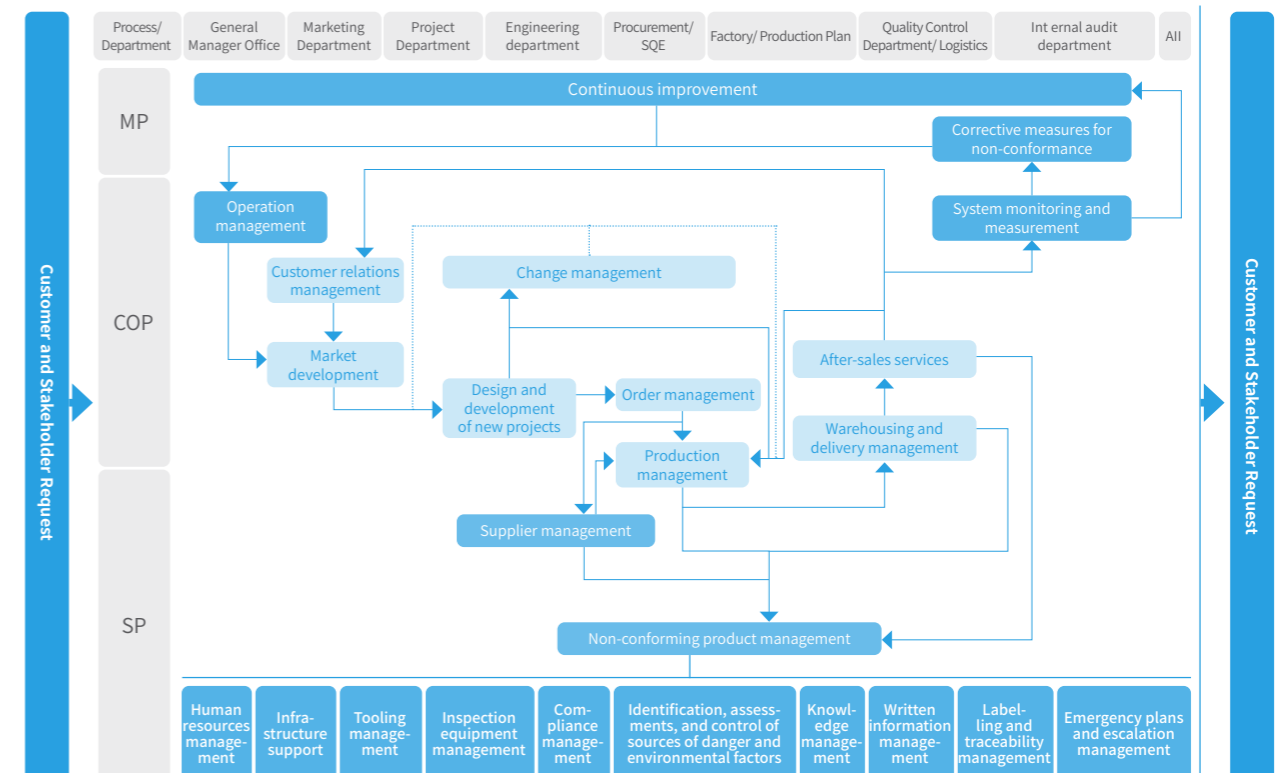 Customer and Stakeholder Request
Process/
Department
General
Manager Office
Marketing
Department
Project
Department
Engineering
department
Procurement/
SQE
Factory/ Production Plan
Quality Control
Department/ Logistics
Int ernal audit
department
All
MP
Continuous improvement
Corrective measures for
non-conformance
COP
Operation
management
System monitoring and
measurement
Customer relations
management
Change management
Market
development
After-sales services
Design and
development
of new projects
Order management
Warehousing and
delivery management
Production
management
SP
Supplier management
Non-conforming product management
Human
resources
manage-
ment
Infra-
structure
support
Tooling
manage-
ment
Inspection
equipment
management
Com-
pliance
manage-
ment
Identification, assess-
ments, and control of
sources of danger and
environmental factors
Knowl-
edge
manage-
ment
Written
information
manage-
ment
Label-
ling and
traceability
management
Emergency plans
and escalation
management
Customer and Stakeholder Request